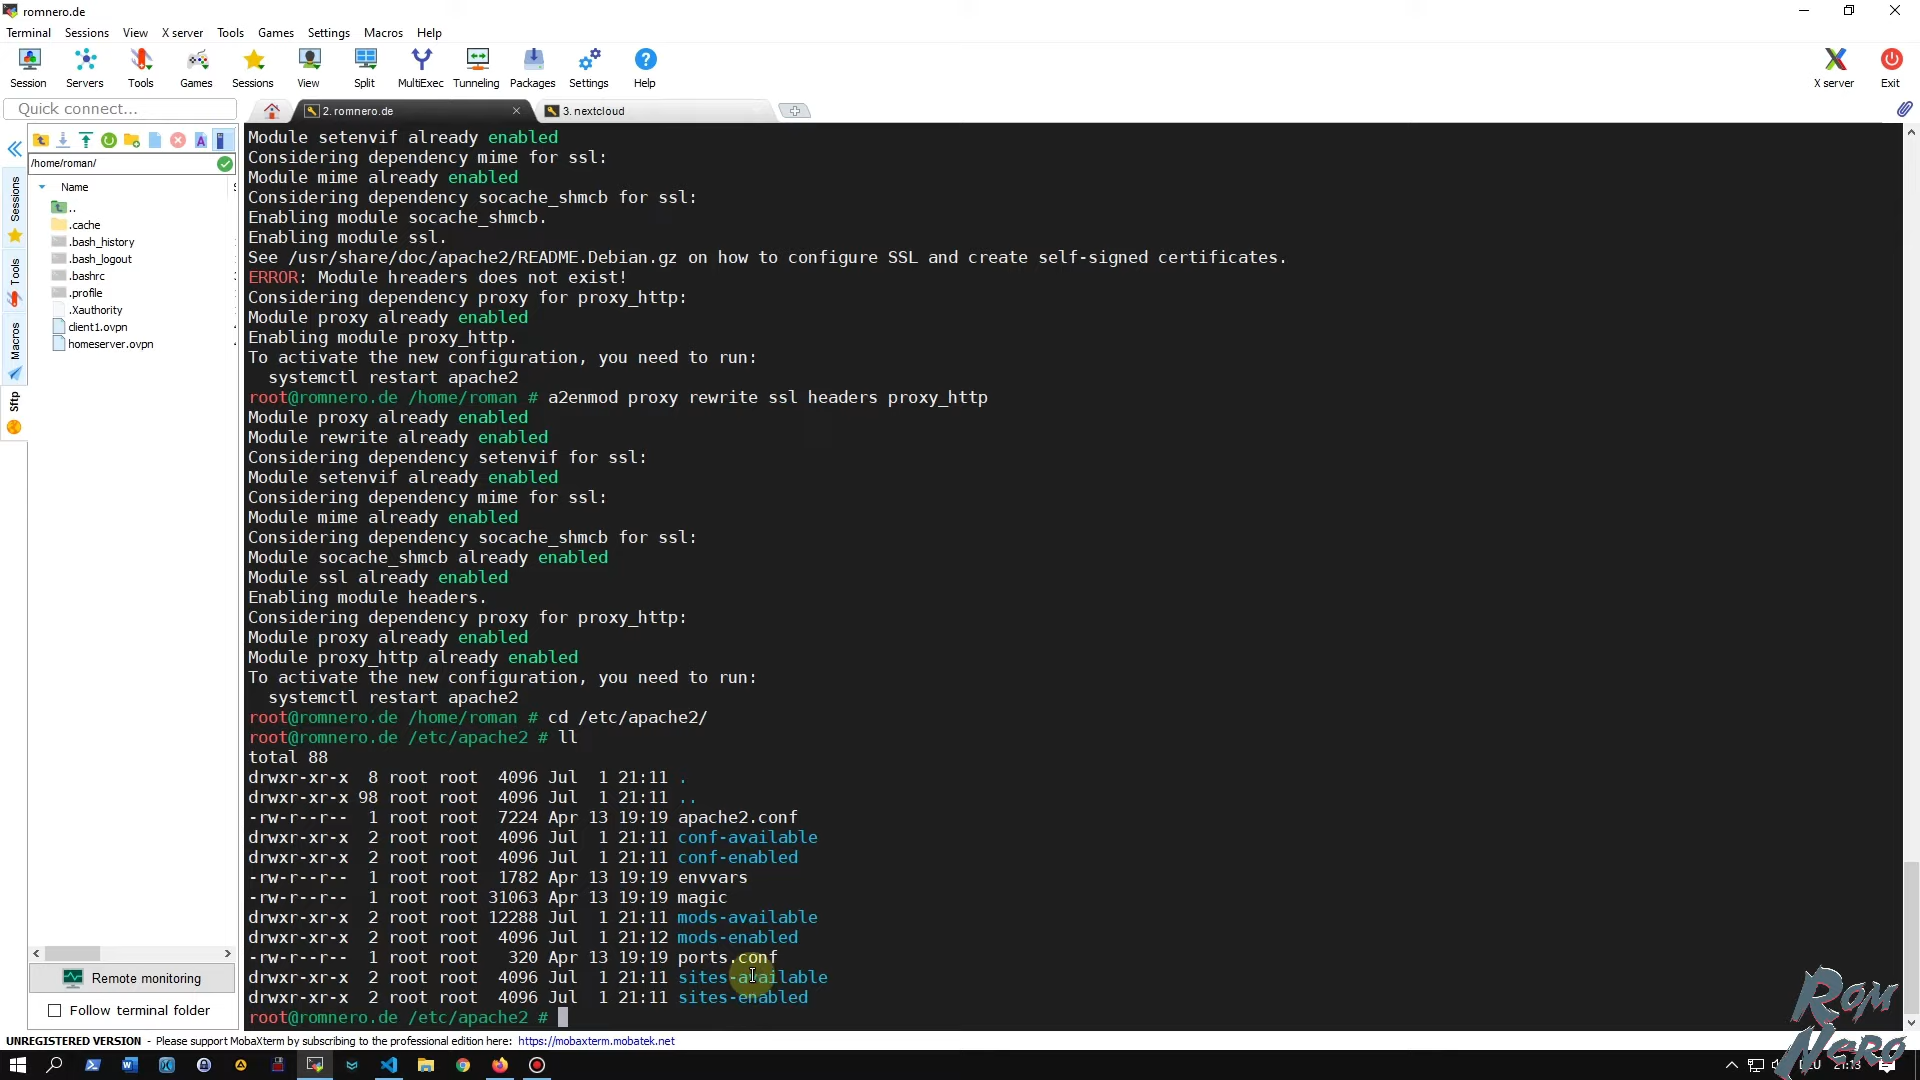 romnero.de
Terminal Sessions View X server Tools Games Settings Macros Help
Session Servers Tools Games Sessions View Split MultiExec Tunneling Packages Settings Help X server Exit
Quick connect... 2. romnero.de 3. nextcloud
/home/roman/
Name
..
.cache
.bash_history
.bash_logout
.bashrc
.profile
.Xauthority
client1.ovpn
homeserver.ovpn
Sessions
Tools
Macros
Sftp
Remote monitoring
Follow terminal folder
Module setenvif already enabled
Considering dependency mime for ssl:
Module mime already enabled
Considering dependency socache_shmcb for ssl:
Enabling module socache_shmcb.
Enabling module ssl.
See /usr/share/doc/apache2/README.Debian.gz on how to configure SSL and create self-signed certificates.
ERROR: Module hreaders does not exist!
Considering dependency proxy for proxy_http:
Module proxy already enabled
Enabling module proxy_http.
To activate the new configuration, you need to run:
  systemctl restart apache2
root@romnero.de /home/roman # a2enmod proxy rewrite ssl headers proxy_http
Module proxy already enabled
Module rewrite already enabled
Considering dependency setenvif for ssl:
Module setenvif already enabled
Considering dependency mime for ssl:
Module mime already enabled
Considering dependency socache_shmcb for ssl:
Module socache_shmcb already enabled
Module ssl already enabled
Enabling module headers.
Considering dependency proxy for proxy_http:
Module proxy already enabled
Module proxy_http already enabled
To activate the new configuration, you need to run:
  systemctl restart apache2
root@romnero.de /home/roman # cd /etc/apache2/
root@romnero.de /etc/apache2 # ll
total 88
drwxr-xr-x  8 root root  4096 Jul  1 21:11 .
drwxr-xr-x 98 root root  4096 Jul  1 21:11 ..
-rw-r--r--  1 root root  7224 Apr 13 19:19 apache2.conf
drwxr-xr-x  2 root root  4096 Jul  1 21:11 conf-available
drwxr-xr-x  2 root root  4096 Jul  1 21:11 conf-enabled
-rw-r--r--  1 root root  1782 Apr 13 19:19 envvars
-rw-r--r--  1 root root 31063 Apr 13 19:19 magic
drwxr-xr-x  2 root root 12288 Jul  1 21:11 mods-available
drwxr-xr-x  2 root root  4096 Jul  1 21:12 mods-enabled
-rw-r--r--  1 root root   320 Apr 13 19:19 ports.conf
drwxr-xr-x  2 root root  4096 Jul  1 21:11 sites-available
drwxr-xr-x  2 root root  4096 Jul  1 21:11 sites-enabled
root@romnero.de /etc/apache2 #
UNREGISTERED VERSION - Please support MobaXterm by subscribing to the professional edition here: https://mobaxterm.mobatek.net
21:13
Rom
Nero